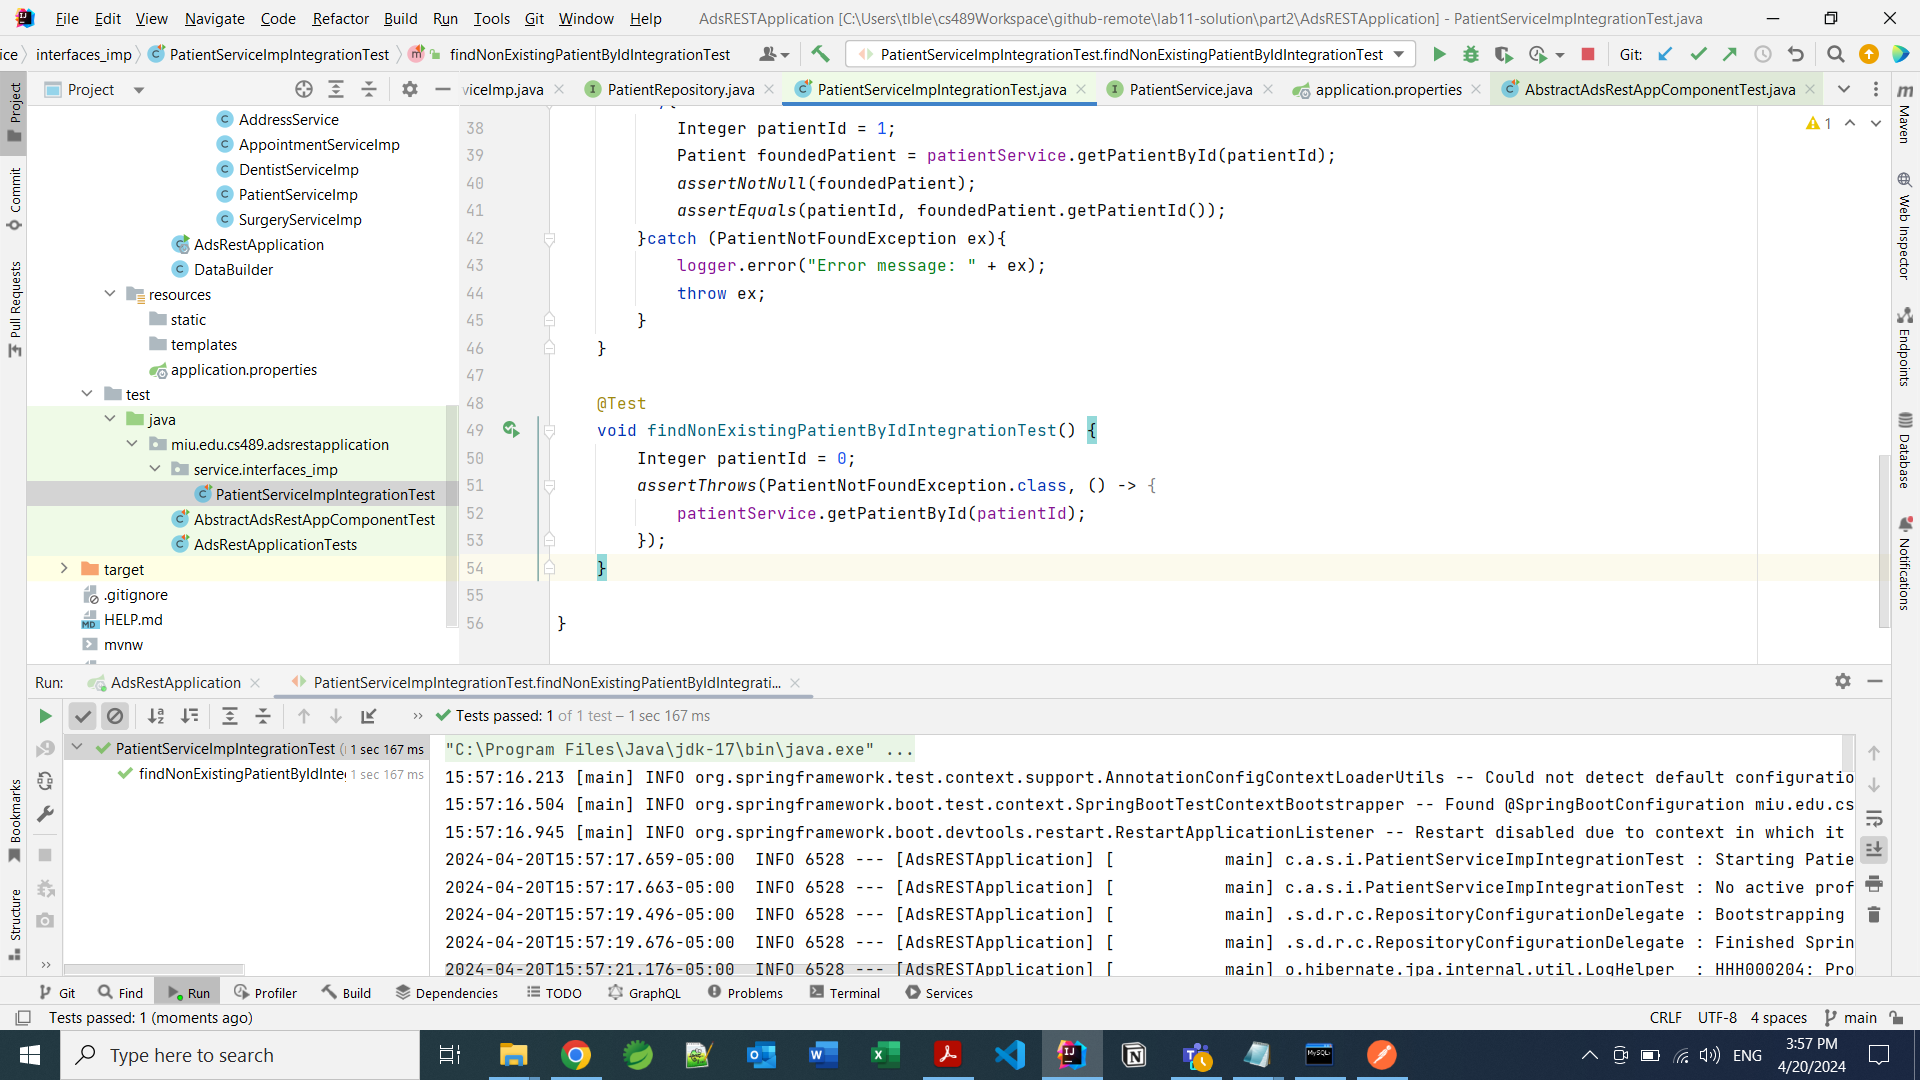 File Edit View Navigate Code Refactor Build Run Tools Git Window Help AdsRESTApplication [C:\Users\tlble\cs489Workspace\github-remote\lab11-solution\part2\AdsRESTApplication] - PatientServiceImpIntegrationTest.java
ice interfaces_imp PatientServiceImpIntegrationTest findNonExistingPatientByIdIntegrationTest PatientServiceImpIntegrationTest.findNonExistingPatientByIdIntegrationTest Git:
Project viceImp.java PatientRepository.java PatientServiceImpIntegrationTest.java PatientService.java application.properties AbstractAdsRestAppComponentTest.java
Project
Commit
Pull Requests
Bookmarks
Structure
AddressService
AppointmentServiceImp
DentistServiceImp
PatientServiceImp
SurgeryServiceImp
AdsRestApplication
DataBuilder
resources
static
templates
application.properties
test
java
miu.edu.cs489.adsrestapplication
service.interfaces_imp
PatientServiceImpIntegrationTest
AbstractAdsRestAppComponentTest
AdsRestApplicationTests
target
.gitignore
HELP.md
mvnw
1
38 Integer patientId = 1;
39 Patient foundedPatient = patientService.getPatientById(patientId);
40 assertNotNull(foundedPatient);
41 assertEquals(patientId, foundedPatient.getPatientId());
42 }catch (PatientNotFoundException ex){
43 logger.error("Error message: " + ex);
44 throw ex;
45 }
46 }
47
48 @Test
49 void findNonExistingPatientByIdIntegrationTest() {
50 Integer patientId = 0;
51 assertThrows(PatientNotFoundException.class, () -> {
52 patientService.getPatientById(patientId);
53 });
54 }
55
56 }
Maven
Web Inspector
Endpoints
Database
Notifications
Run: AdsRestApplication PatientServiceImpIntegrationTest.findNonExistingPatientByIdIntegrati...
Tests passed: 1 of 1 test – 1 sec 167 ms
PatientServiceImpIntegrationTest ( 1 sec 167 ms
findNonExistingPatientByIdInte 1 sec 167 ms
"C:\Program Files\Java\jdk-17\bin\java.exe" ...
15:57:16.213 [main] INFO org.springframework.test.context.support.AnnotationConfigContextLoaderUtils -- Could not detect default configuratio
15:57:16.504 [main] INFO org.springframework.boot.test.context.SpringBootTestContextBootstrapper -- Found @SpringBootConfiguration miu.edu.cs
15:57:16.945 [main] INFO org.springframework.boot.devtools.restart.RestartApplicationListener -- Restart disabled due to context in which it
2024-04-20T15:57:17.659-05:00 INFO 6528 --- [AdsRESTApplication] [ main] c.a.s.i.PatientServiceImpIntegrationTest : Starting Patie
2024-04-20T15:57:17.663-05:00 INFO 6528 --- [AdsRESTApplication] [ main] c.a.s.i.PatientServiceImpIntegrationTest : No active prof
2024-04-20T15:57:19.496-05:00 INFO 6528 --- [AdsRESTApplication] [ main] .s.d.r.c.RepositoryConfigurationDelegate : Bootstrapping
2024-04-20T15:57:19.676-05:00 INFO 6528 --- [AdsRESTApplication] [ main] .s.d.r.c.RepositoryConfigurationDelegate : Finished Sprin
2024-04-20T15:57:21.176-05:00 INFO 6528 --- [AdsRESTApplication] [ main] o.hibernate.jpa.internal.util.LogHelper : HHH000204: Pro
Git Find Run Profiler Build Dependencies TODO GraphQL Problems Terminal Services
Tests passed: 1 (moments ago) CRLF UTF-8 4 spaces main
Type here to search ENG 3:57 PM
4/20/2024